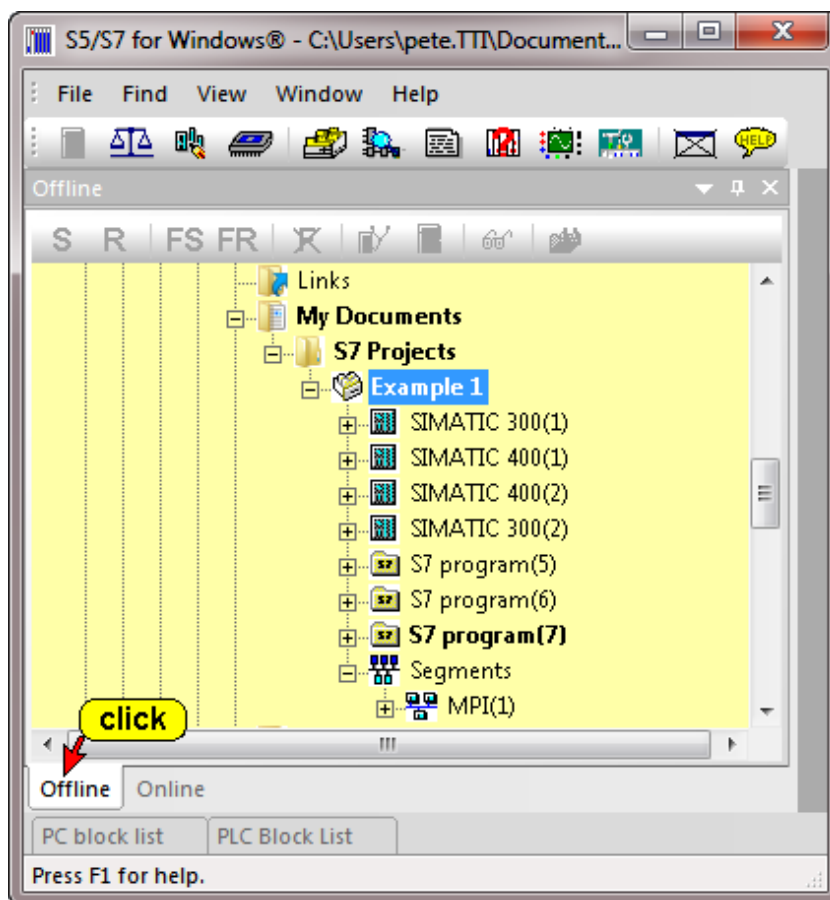 S5/S7 for Windows® - C:\Users\pete.TTI\Document...
File Find View Window Help
HELP
Offline
S R FS FR
Links
My Documents
S7 Projects
Example 1
SIMATIC 300(1)
SIMATIC 400(1)
SIMATIC 400(2)
SIMATIC 300(2)
S7 program(5)
S7 program(6)
S7 program(7)
Segments
MPI(1)
click
Offline Online
PC block list PLC Block List
Press F1 for help.